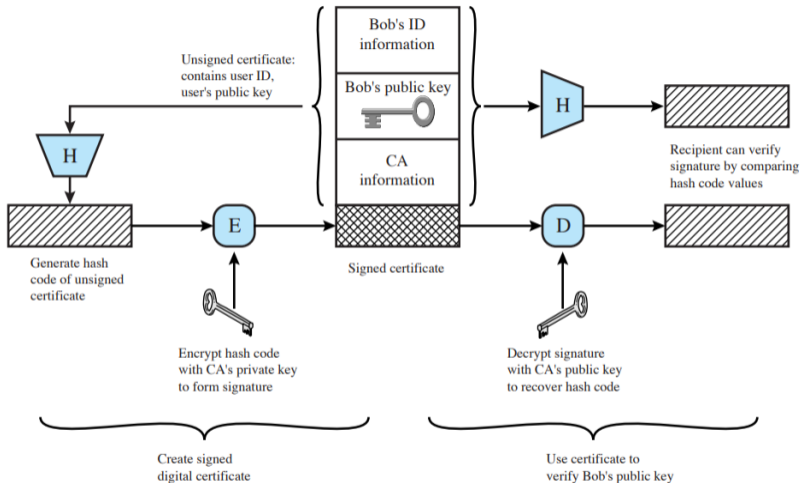 Unsigned certificate:
contains user ID,
user's public key
Bob's ID
information
Bob's public key
CA
information
H
H
Recipient can verify
signature by comparing
hash code values
E
D
Generate hash
code of unsigned
certificate
Signed certificate
Encrypt hash code
with CA's private key
to form signature
Decrypt signature
with CA's public key
to recover hash code
Create signed
digital certificate
Use certificate to
verify Bob's public key